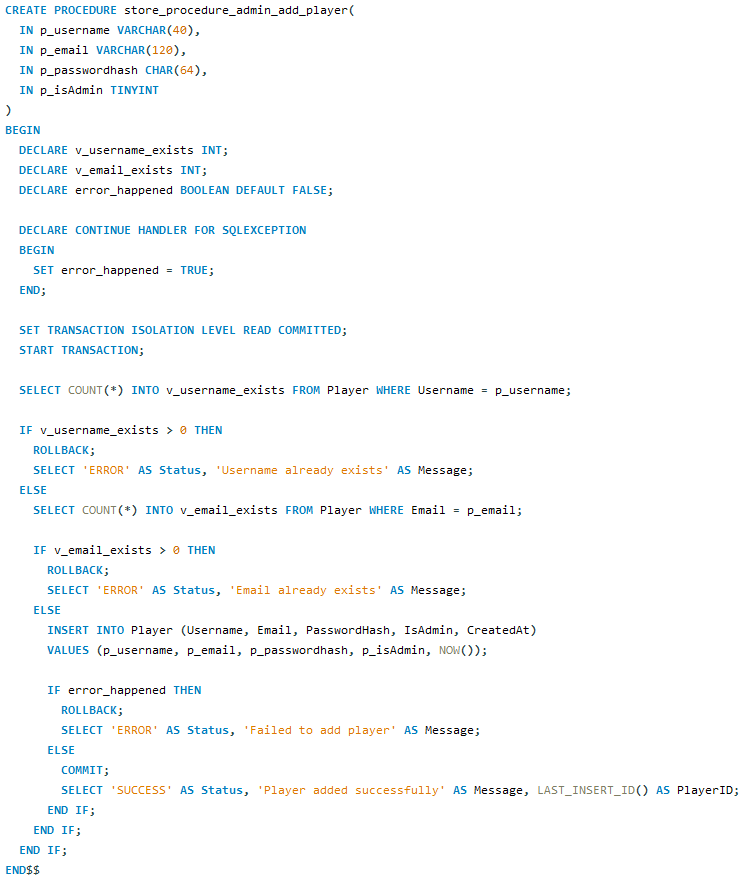 CREATE PROCEDURE store_procedure_admin_add_player(
  IN p_username VARCHAR(40),
  IN p_email VARCHAR(120),
  IN p_passwordhash CHAR(64),
  IN p_isAdmin TINYINT
)
BEGIN
  DECLARE v_username_exists INT;
  DECLARE v_email_exists INT;
  DECLARE error_happened BOOLEAN DEFAULT FALSE;

  DECLARE CONTINUE HANDLER FOR SQLEXCEPTION
  BEGIN
    SET error_happened = TRUE;
  END;

  SET TRANSACTION ISOLATION LEVEL READ COMMITTED;
  START TRANSACTION;

  SELECT COUNT(*) INTO v_username_exists FROM Player WHERE Username = p_username;

  IF v_username_exists > 0 THEN
    ROLLBACK;
    SELECT 'ERROR' AS Status, 'Username already exists' AS Message;
  ELSE
    SELECT COUNT(*) INTO v_email_exists FROM Player WHERE Email = p_email;

    IF v_email_exists > 0 THEN
      ROLLBACK;
      SELECT 'ERROR' AS Status, 'Email already exists' AS Message;
    ELSE
      INSERT INTO Player (Username, Email, PasswordHash, IsAdmin, CreatedAt)
      VALUES (p_username, p_email, p_passwordhash, p_isAdmin, NOW());

      IF error_happened THEN
        ROLLBACK;
        SELECT 'ERROR' AS Status, 'Failed to add player' AS Message;
      ELSE
        COMMIT;
        SELECT 'SUCCESS' AS Status, 'Player added successfully' AS Message, LAST_INSERT_ID() AS PlayerID;
      END IF;
    END IF;
  END IF;
END$$